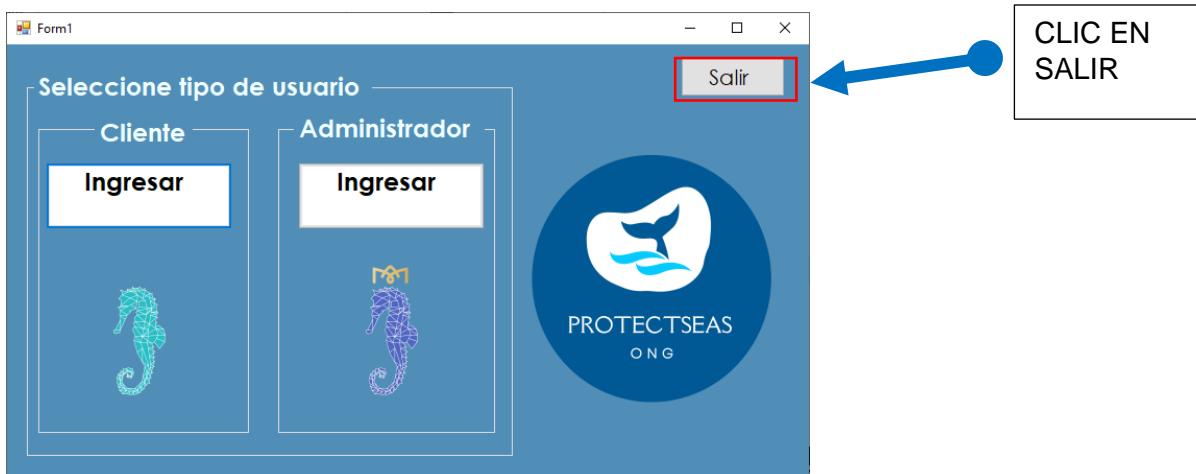 Form1
Salir
CLIC EN
SALIR
Seleccione tipo de usuario
Cliente
Administrador
Ingresar
Ingresar
PROTECTSEAS
ONG